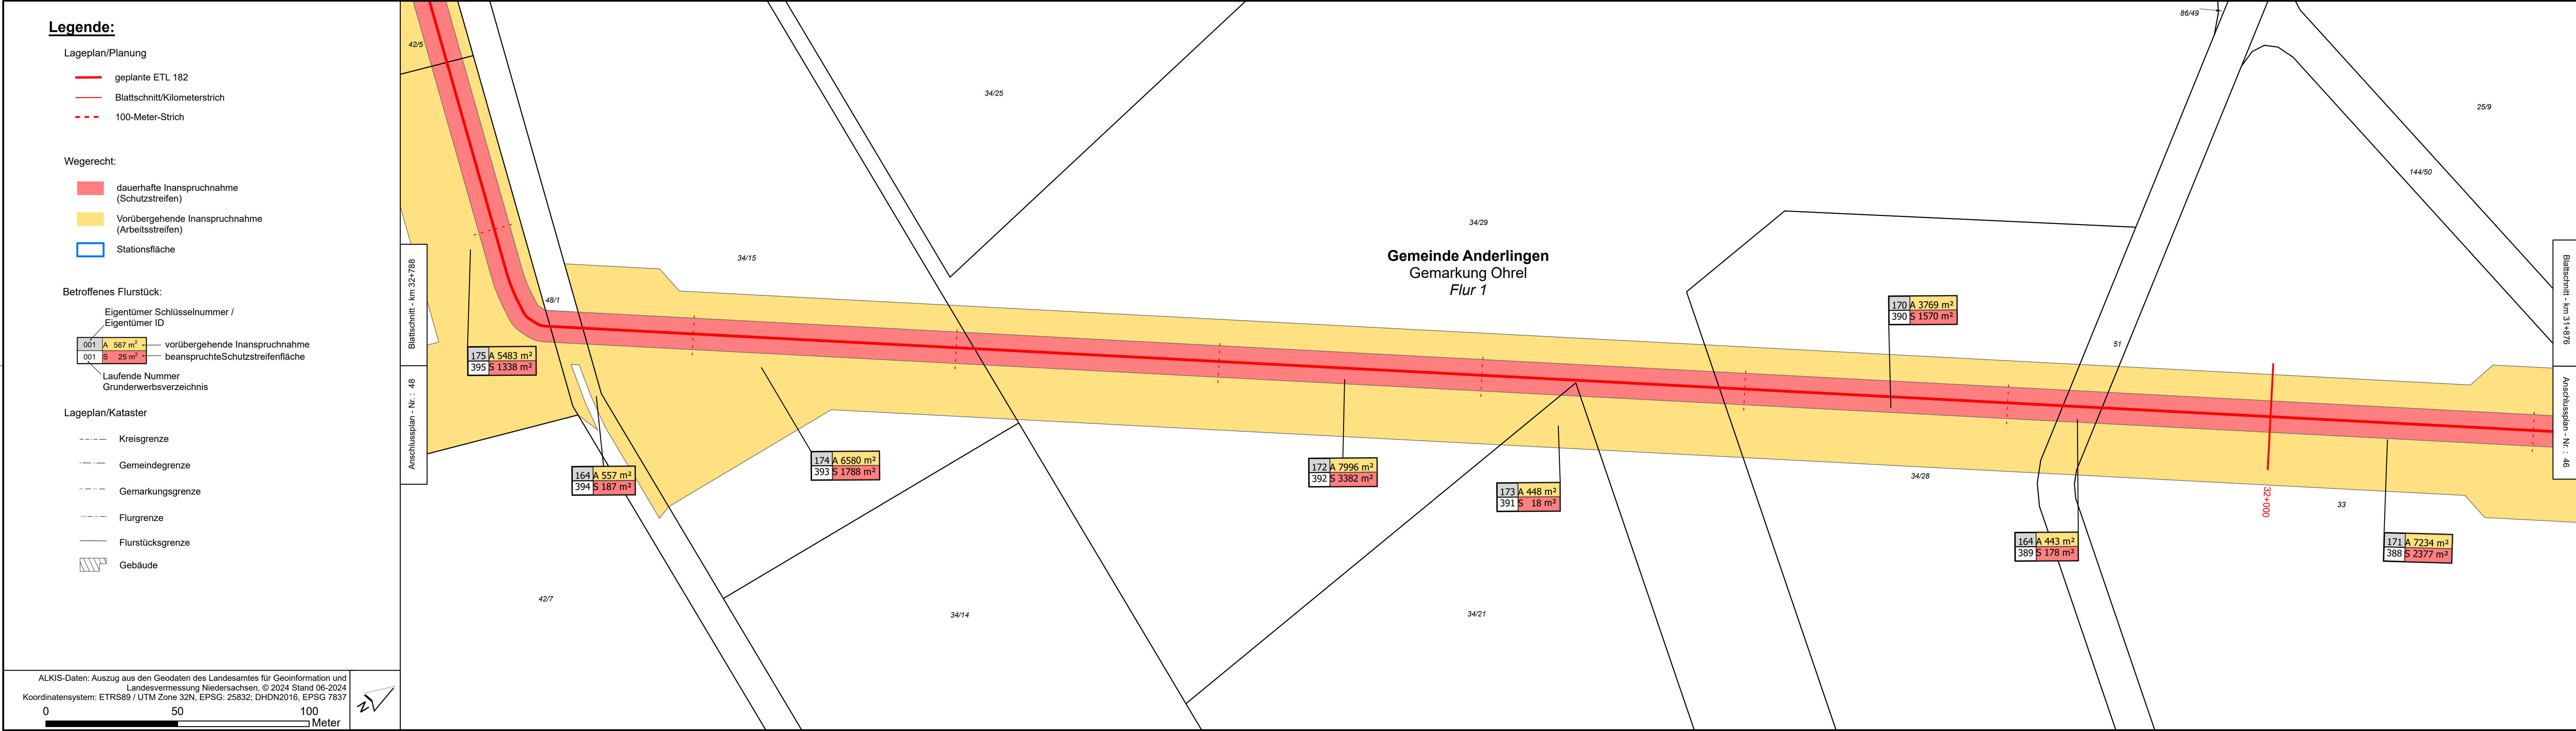 Legende:
Lageplan/Planung
geplante ETL 182
Blattschnitt/Kilometerstrich
100-Meter-Strich
Wegerecht:
dauerhafte Inanspruchnahme
(Schutzstreifen)
Vorübergehende Inanspruchnahme
(Arbeitsstreifen)
Stationsfläche
Betroffenes Flurstück:
Eigentümer Schlüsselnummer /
Eigentümer ID
001 A 567 m² vorübergehende Inanspruchnahme
001 S 25 m² beanspruchteSchutzstreifenfläche
Laufende Nummer
Grunderwerbsverzeichnis
Lageplan/Kataster
Kreisgrenze
Gemeindegrenze
Gemarkungsgrenze
Flurgrenze
Flurstücksgrenze
Gebäude
ALKIS-Daten: Auszug aus den Geodaten des Landesamtes für Geoinformation und
Landesvermessung Niedersachsen, © 2024 Stand 06-2024
Koordinatensystem: ETRS89 / UTM Zone 32N, EPSG: 25832; DHDN2016, EPSG 7837
0 50 100
Meter
N
Blattschnitt - km 32+788
Anschlussplan - Nr. : 48
42/5
48/1
34/15
34/25
34/29
86/49
25/9
144/50
51
Gemeinde Anderlingen
Gemarkung Ohrel
Flur 1
175 A 5483 m²
395 S 1338 m²
164 A 557 m²
394 S 187 m²
174 A 6580 m²
393 S 1788 m²
172 A 7996 m²
392 S 3382 m²
173 A 448 m²
391 S 18 m²
170 A 3769 m²
390 S 1570 m²
164 A 443 m²
389 S 178 m²
171 A 7234 m²
388 S 2377 m²
34/28
33
32+000
42/7
34/14
34/21
Blattschnitt - km 31+876
Anschlussplan - Nr. : 46